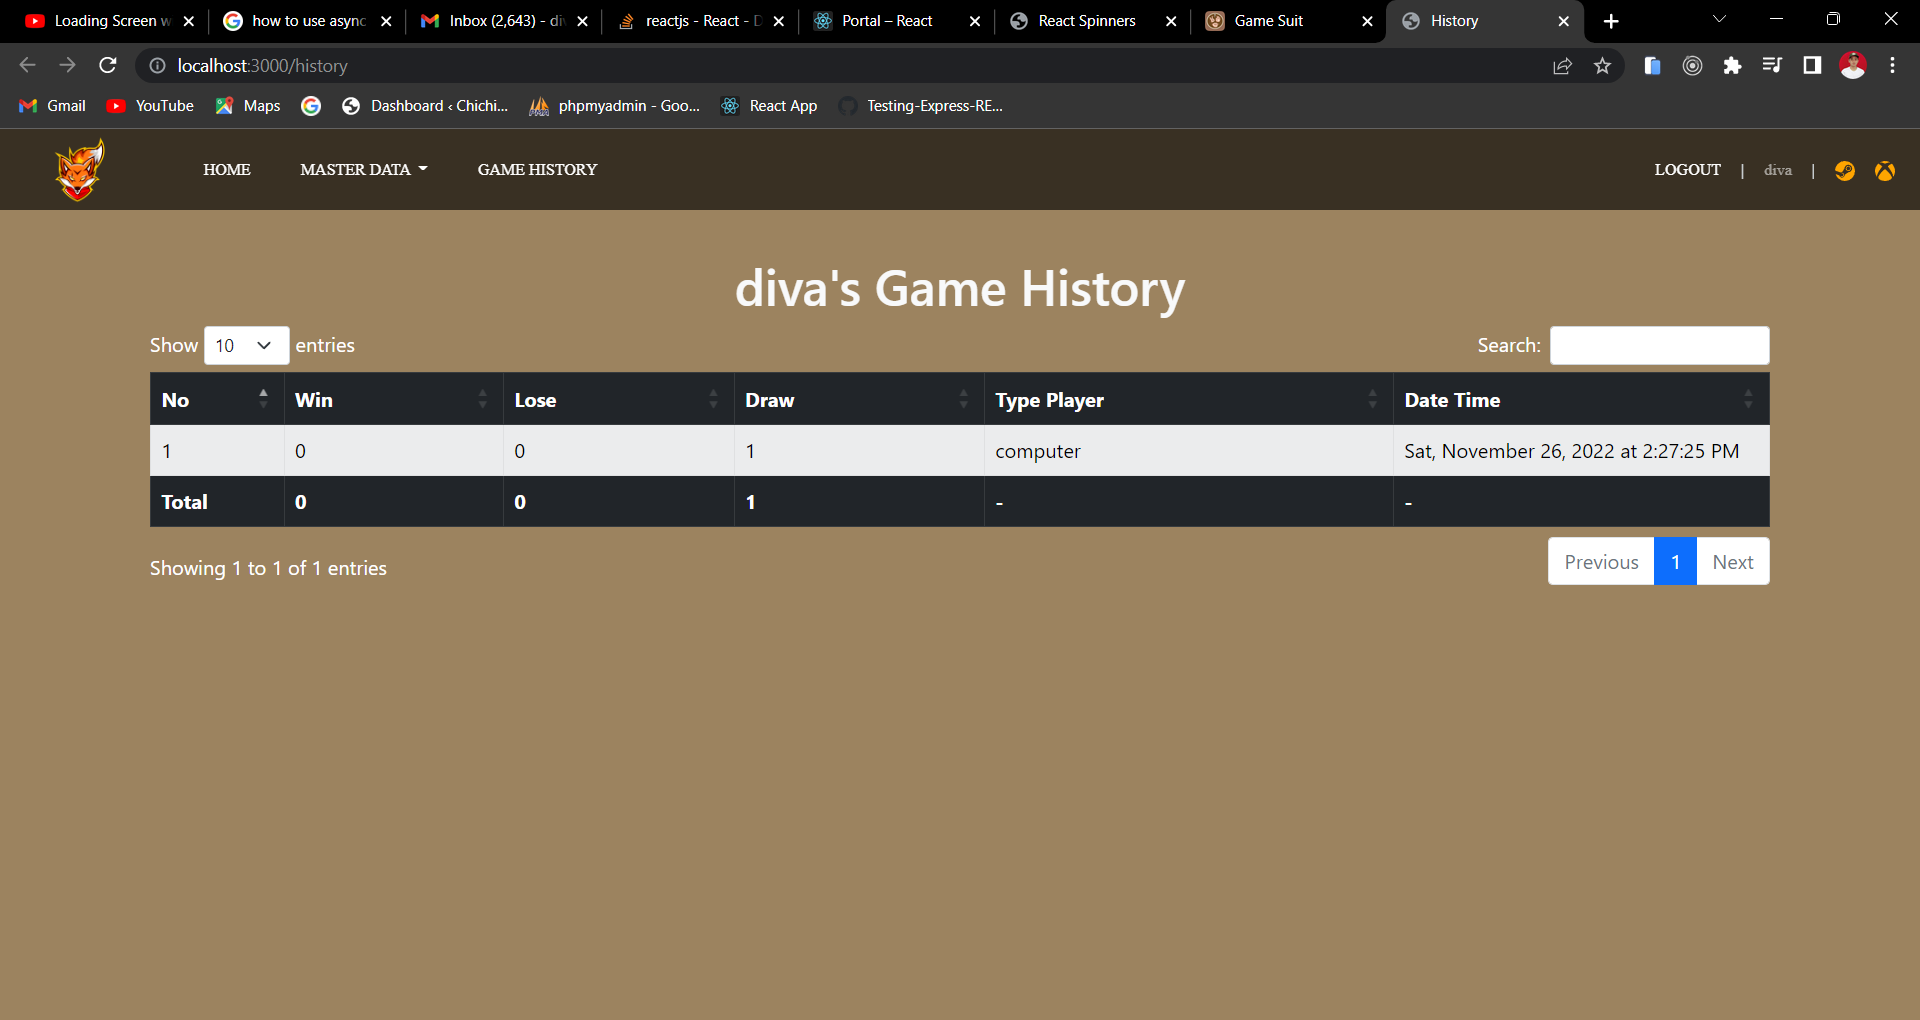 Loading Screen w
how to use async
Inbox (2,643) - di
reactjs - React - D
Portal – React
React Spinners
Game Suit
History
localhost:3000/history
Gmail
YouTube
Maps
Dashboard ‹ Chichi...
phpmyadmin - Goo...
React App
Testing-Express-RE...
HOME
MASTER DATA
GAME HISTORY
LOGOUT | diva |
diva's Game History
Show 10 entries
Search:
No Win Lose Draw Type Player Date Time
1 0 0 1 computer Sat, November 26, 2022 at 2:27:25 PM
Total 0 0 1 - -
Showing 1 to 1 of 1 entries
Previous 1 Next